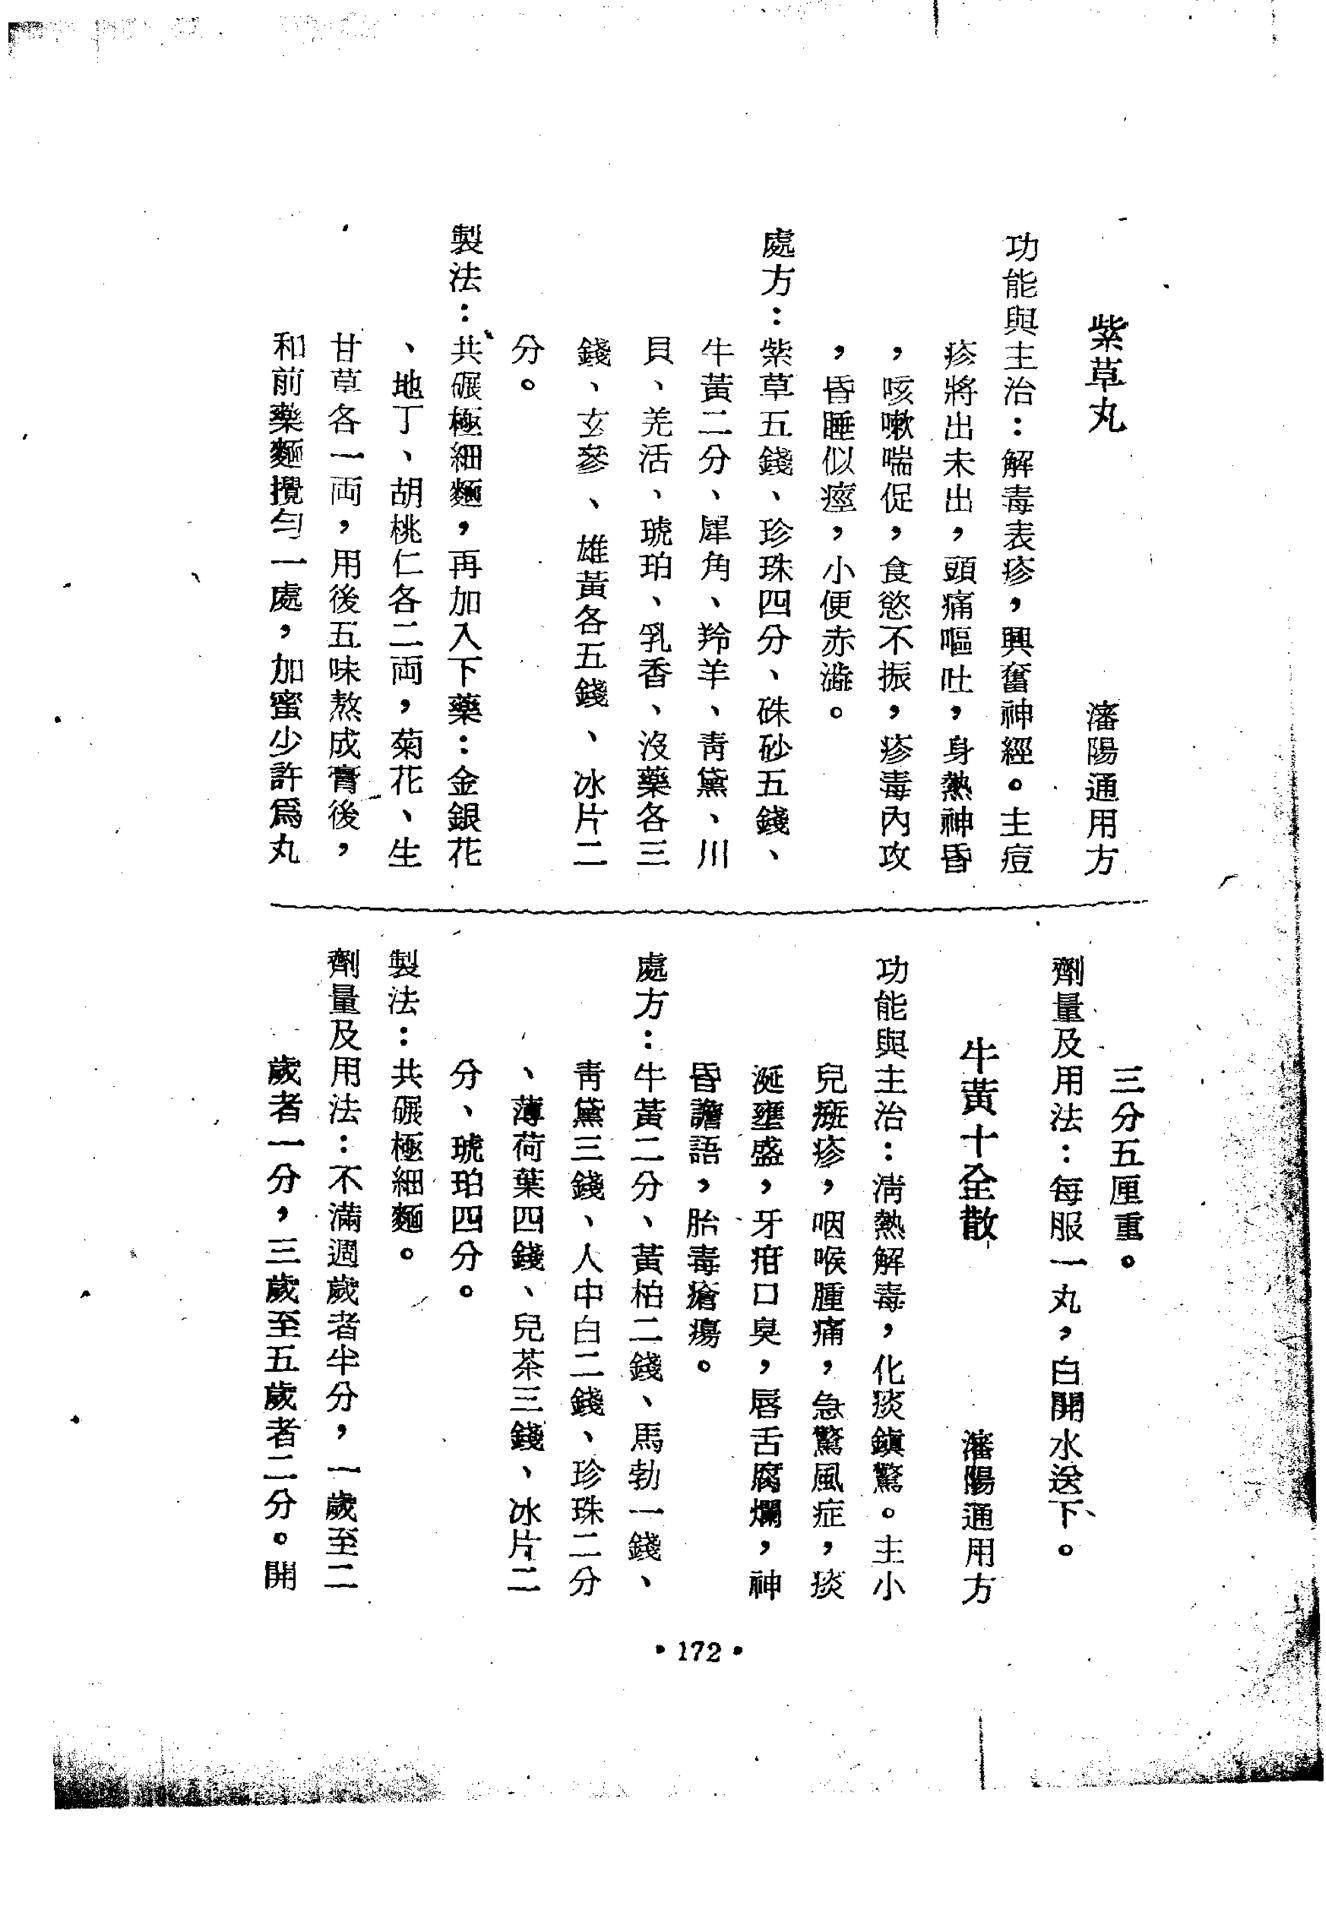 紫草丸
瀋陽通用方
功能與主治：解毒表疹，興奮神經。主痘
疹將出未出，頭痛嘔吐，身熱神昏
，咳嗽喘促，食慾不振，疹毒內攻
，昏睡似痙，小便赤澁。
處方：紫草五錢、珍珠四分、硃砂五錢、
牛黃二分、犀角、羚羊、靑黛、川
貝、羌活、琥珀、乳香、沒藥各三
錢、玄參、雄黃各五錢、冰片二
分。
製法：共碾極細麵，再加入下藥：金銀花
、地丁、胡桃仁各二両，菊花、生
甘草各一両，用後五味熬成膏後，
和前藥麵攪勻一處，加蜜少許爲丸
三分五厘重。
劑量及用法：每服一丸，白開水送下。
牛黃十全散
瀋陽通用方
功能與主治：淸熱解毒，化痰鎭驚。主小
兒癍疹，咽喉腫痛，急驚風症，痰
涎壅盛，牙疳口臭，唇舌腐爛，神
昏譫語，胎毒瘡瘍。
處方：牛黃二分、黃柏二錢、馬勃一錢、
靑黛三錢、人中白二錢、珍珠二分
、薄荷葉四錢、兒茶三錢、冰片二
分、琥珀四分。
製法：共碾極細麵。
劑量及用法：不滿週歲者半分，一歲至二
歲者一分，三歲至五歲者二分。開
• 172 •